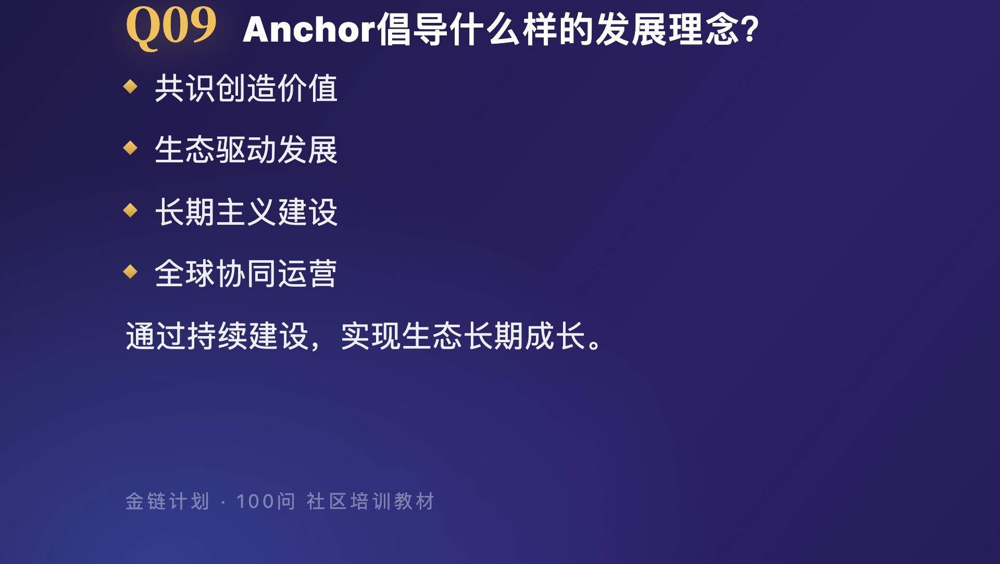 Q09 Anchor倡导什么样的发展理念？
共识创造价值
生态驱动发展
长期主义建设
全球协同运营
通过持续建设，实现生态长期成长。
金链计划 · 100问 社区培训教材